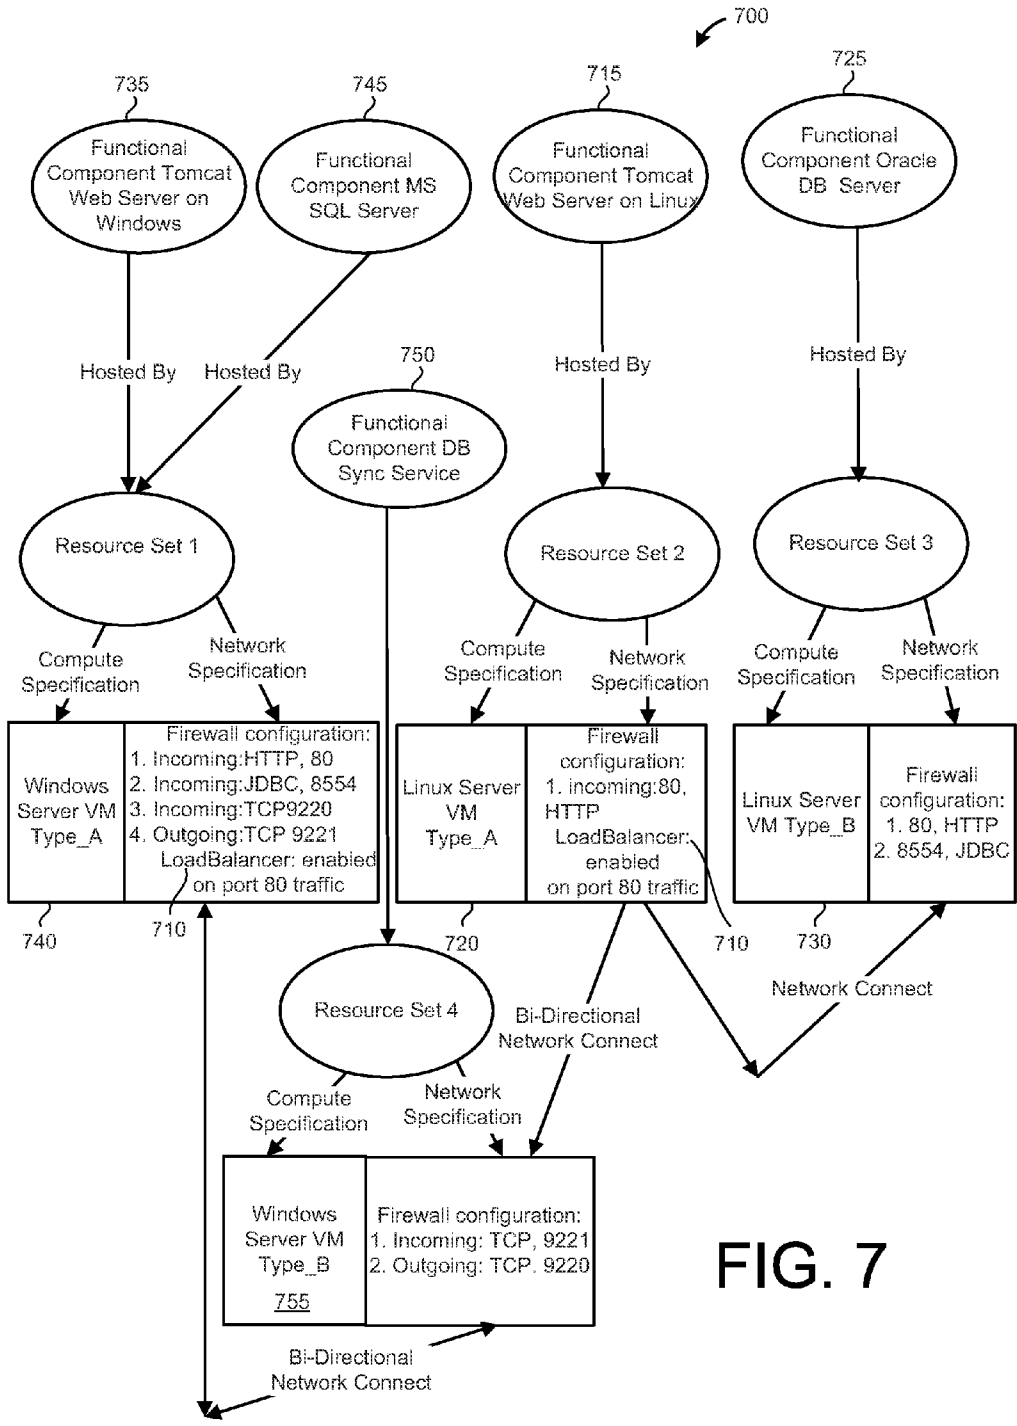 700
735
745
715
725
Functional
Component Tomcat
Web Server on
Windows
Functional
Component MS
SQL Server
Functional
Component Tomcat
Web Server on Linux
Functional
Component Oracle
DB Server
Hosted By
Hosted By
Hosted By
Hosted By
750
Functional
Component DB
Sync Service
Resource Set 1
Resource Set 2
Resource Set 3
Compute
Specification
Network
Specification
Compute
Specification
Network
Specification
Compute
Specification
Network
Specification
Windows
Server VM
Type_A
Firewall configuration:
1. Incoming:HTTP, 80
2. Incoming:JDBC, 8554
3. Incoming:TCP9220
4. Outgoing:TCP 9221
LoadBalancer: enabled
on port 80 traffic
Linux Server
VM
Type_A
Firewall
configuration:
1. incoming:80,
HTTP
LoadBalancer:
enabled
on port 80 traffic
Linux Server
VM Type_B
Firewall
configuration:
1. 80, HTTP
2. 8554, JDBC
740
710
720
710
730
Resource Set 4
Bi-Directional
Network Connect
Network Connect
Compute
Specification
Network
Specification
Windows
Server VM
Type_B
755
Firewall configuration:
1. Incoming: TCP, 9221
2. Outgoing: TCP. 9220
Bi-Directional
Network Connect
FIG. 7